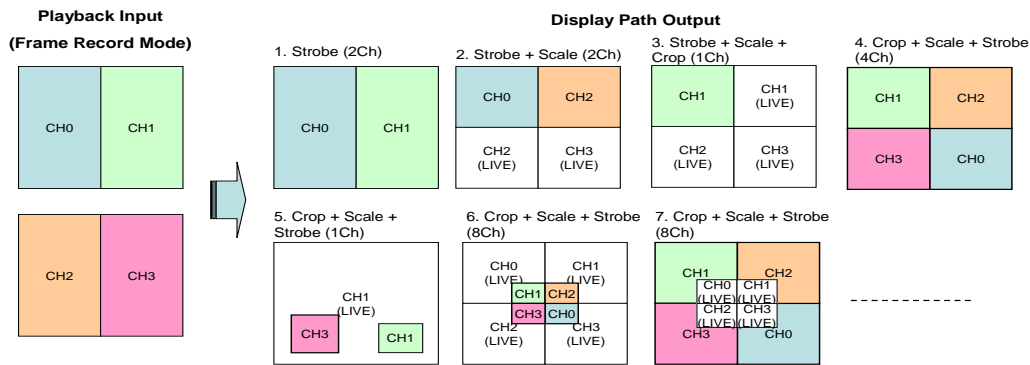 Playback Input
(Frame Record Mode)
CH0
CH1
CH2
CH3
Display Path Output
1. Strobe (2Ch)
CH0
CH1
2. Strobe + Scale (2Ch)
CH0
CH2
CH2
(LIVE)
CH3
(LIVE)
3. Strobe + Scale +
Crop (1Ch)
CH1
CH1
(LIVE)
CH2
(LIVE)
CH3
(LIVE)
4. Crop + Scale + Strobe
(4Ch)
CH1
CH2
CH3
CH0
5. Crop + Scale +
Strobe (1Ch)
CH1
(LIVE)
CH3
CH1
6. Crop + Scale + Strobe
(8Ch)
CH0
(LIVE)
CH1
(LIVE)
CH1
CH2
CH3
CH0
CH2
(LIVE)
CH3
(LIVE)
7. Crop + Scale + Strobe
(8Ch)
CH1
CH2
CH0
(LIVE)
CH1
(LIVE)
CH2
(LIVE)
CH3
(LIVE)
CH3
CH0